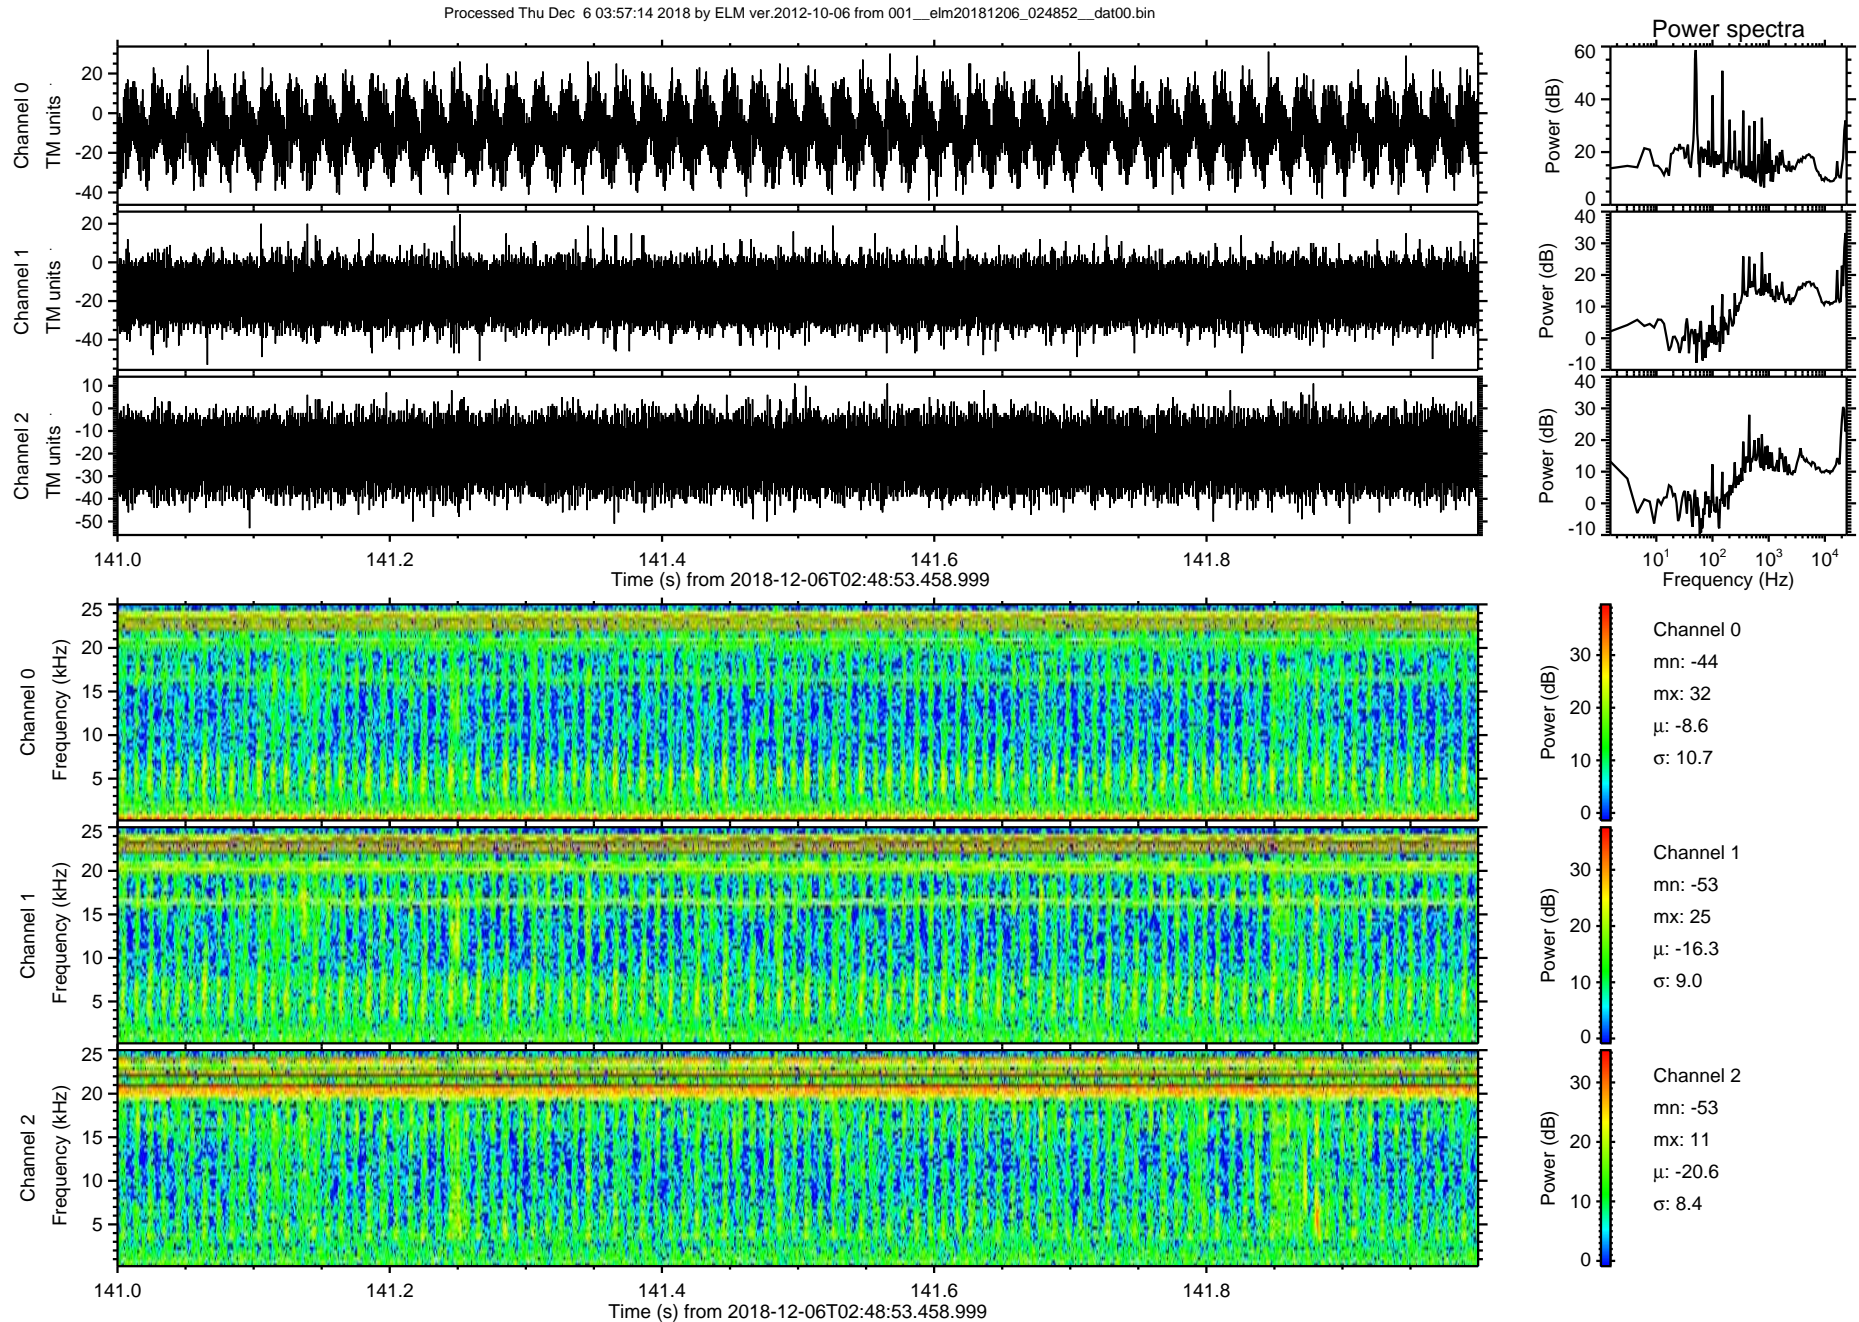 Processed Thu Dec  6 03:57:14 2018 by ELM ver.2012-10-06 from 001__elm20181206_024852__dat00.bin
Power spectra
Channel 0
TM units
20
0
-20
-40
Power (dB)
60
40
20
0
Channel 1
TM units
20
0
-20
-40
Power (dB)
40
30
20
10
0
-10
Channel 2
TM units
10
0
-10
-20
-30
-40
-50
Power (dB)
40
30
20
10
0
-10
141.0 141.2 141.4 141.6 141.8
Time (s) from 2018-12-06T02:48:53.458.999
10^1 10^2 10^3 10^4
Frequency (Hz)
Channel 0
Frequency (kHz)
25
20
15
10
5
Power (dB)
30
20
10
0
Channel 0
mn: -44
mx: 32
μ: -8.6
σ: 10.7
Channel 1
Frequency (kHz)
25
20
15
10
5
Power (dB)
30
20
10
0
Channel 1
mn: -53
mx: 25
μ: -16.3
σ: 9.0
Channel 2
Frequency (kHz)
25
20
15
10
5
Power (dB)
30
20
10
0
Channel 2
mn: -53
mx: 11
μ: -20.6
σ: 8.4
141.0 141.2 141.4 141.6 141.8
Time (s) from 2018-12-06T02:48:53.458.999